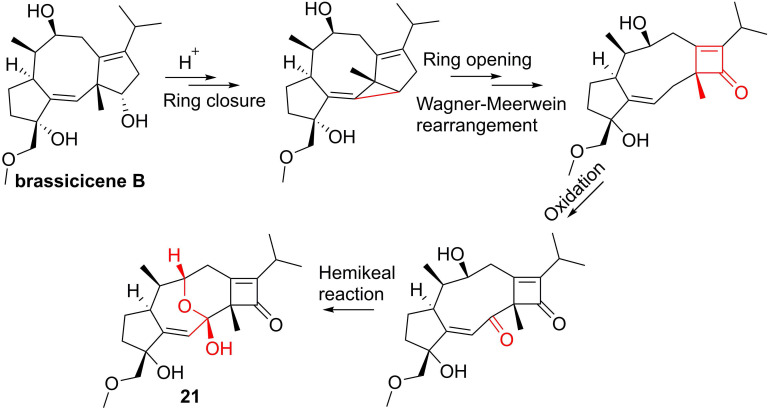 HO
H
OH
OH
O
brassicicene B
H⁺
Ring closure
HO
H
OH
O
Ring opening
Wagner-Meerwein
rearrangement
HO
H
O
OH
O
Oxidation
HO
H
O
O
OH
O
Hemikeal
reaction
H
H
O
O
OH
OH
O
21